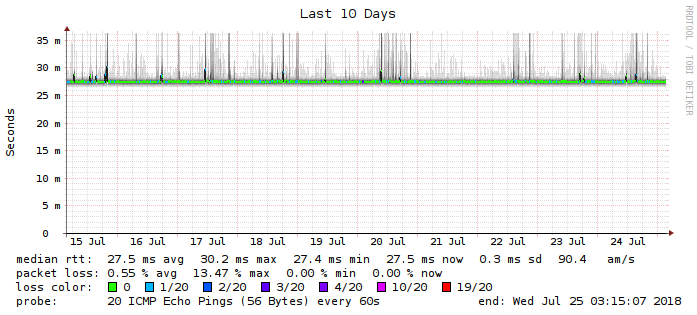 Last 10 Days
RRDTOOL / TOBI OETIKER
Seconds
35 m
30 m
25 m
20 m
15 m
10 m
5 m
0
15 Jul 16 Jul 17 Jul 18 Jul 19 Jul 20 Jul 21 Jul 22 Jul 23 Jul 24 Jul
median rtt: 27.5 ms avg 30.2 ms max 27.4 ms min 27.5 ms now 0.3 ms sd 90.4 am/s
packet loss: 0.55 % avg 13.47 % max 0.00 % min 0.00 % now
loss color: 0 1/20 2/20 3/20 4/20 10/20 19/20
probe: 20 ICMP Echo Pings (56 Bytes) every 60s end: Wed Jul 25 03:15:07 2018